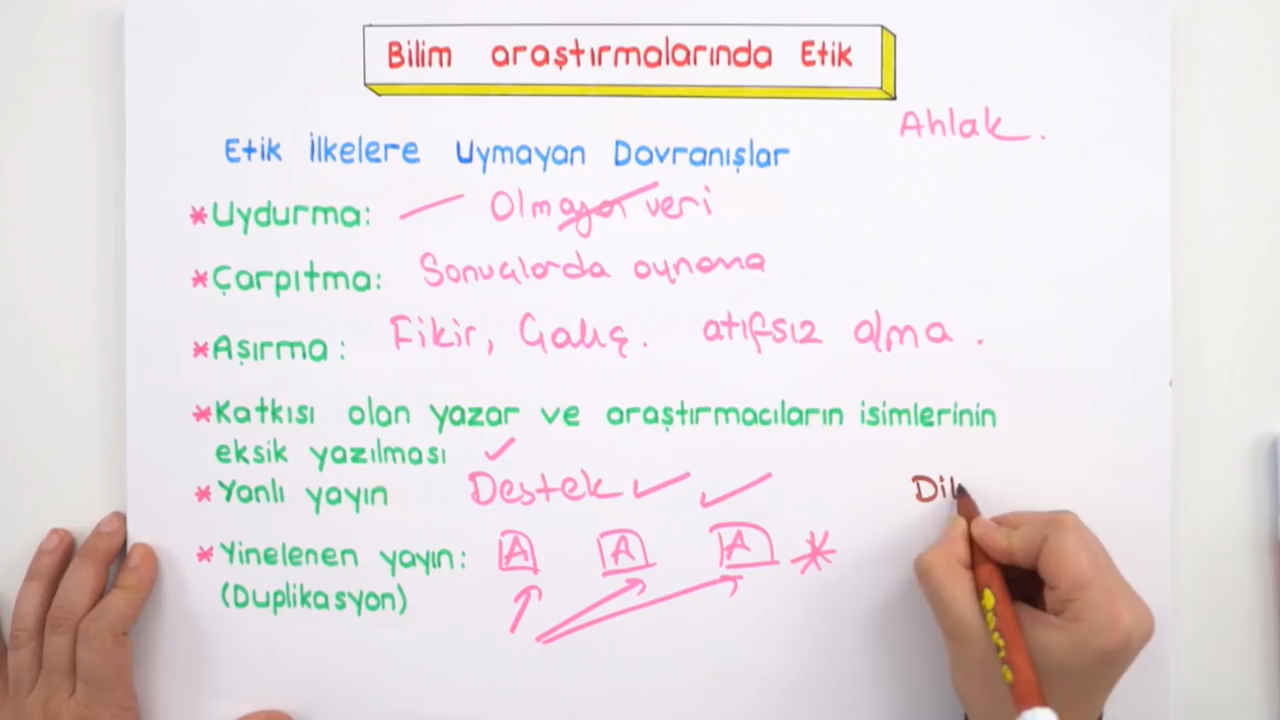 Bilim araştırmalarında Etik
Ahlak.
Etik İlkelere Uymayan Davranışlar
*Uydurma: Olmayan veri
*Çarpıtma: Sonuçlarda oynama
*Aşırma: Fikir, Çalış. atıfsız alma.
*Katkısı olan yazar ve araştırmacıların isimlerinin
eksik yazılması
*Yanlı yayın Destek
Dik
*Yinelenen yayın: A A A *
(Duplikasyon)